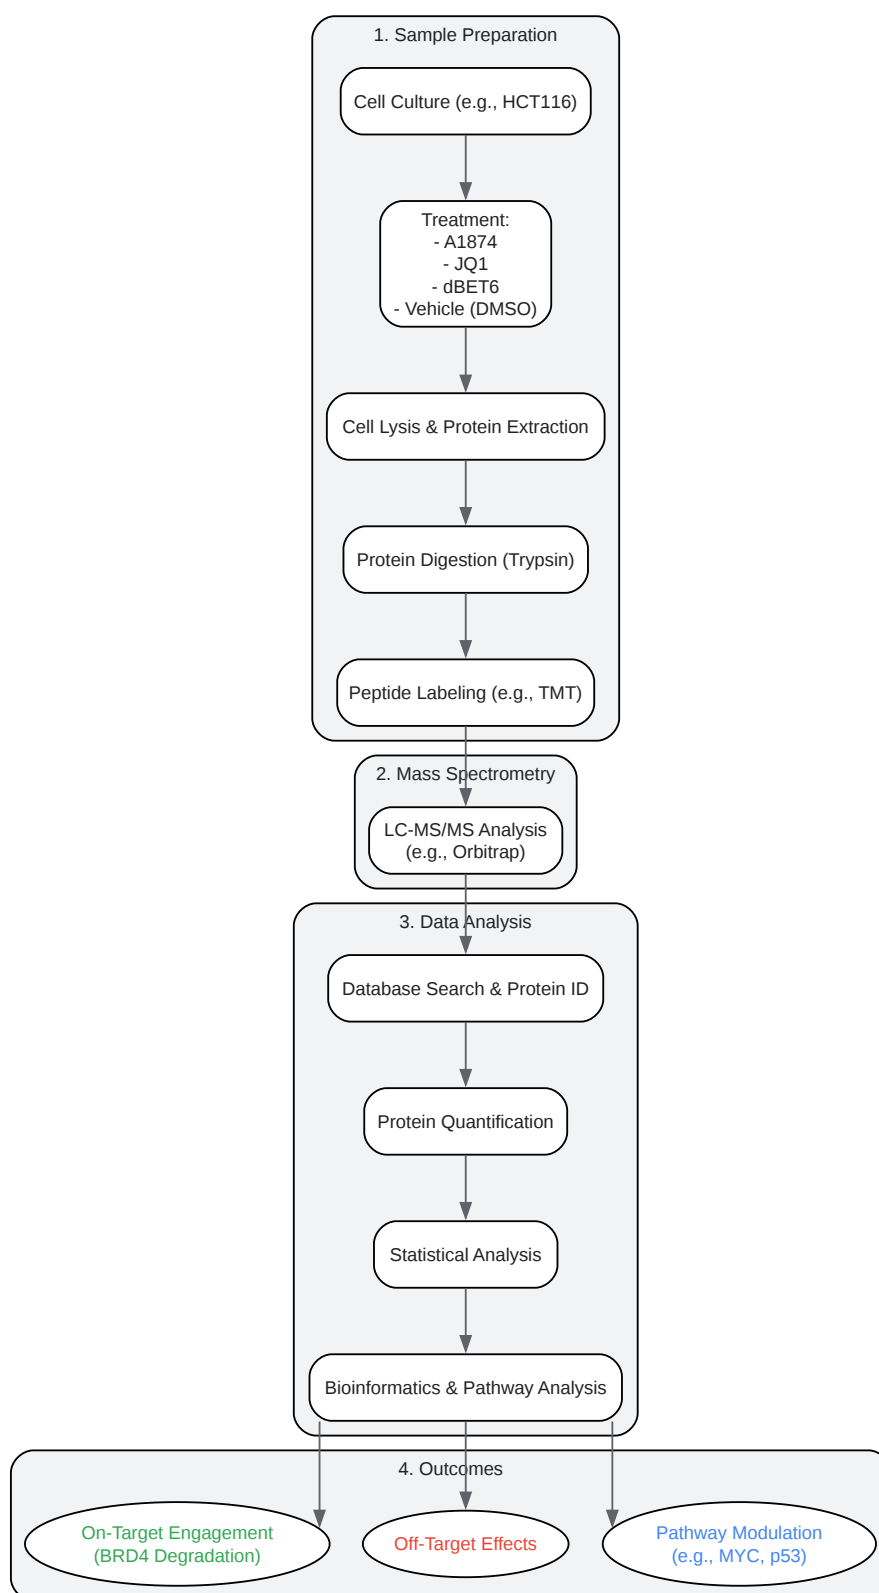 1. Sample Preparation
Cell Culture (e.g., HCT116)
Treatment:
- A1874
- JQ1
- dBET6
- Vehicle (DMSO)
Cell Lysis & Protein Extraction
Protein Digestion (Trypsin)
Peptide Labeling (e.g., TMT)
2. Mass Spectrometry
LC-MS/MS Analysis
(e.g., Orbitrap)
3. Data Analysis
Database Search & Protein ID
Protein Quantification
Statistical Analysis
Bioinformatics & Pathway Analysis
4. Outcomes
On-Target Engagement
(BRD4 Degradation)
Off-Target Effects
Pathway Modulation
(e.g., MYC, p53)